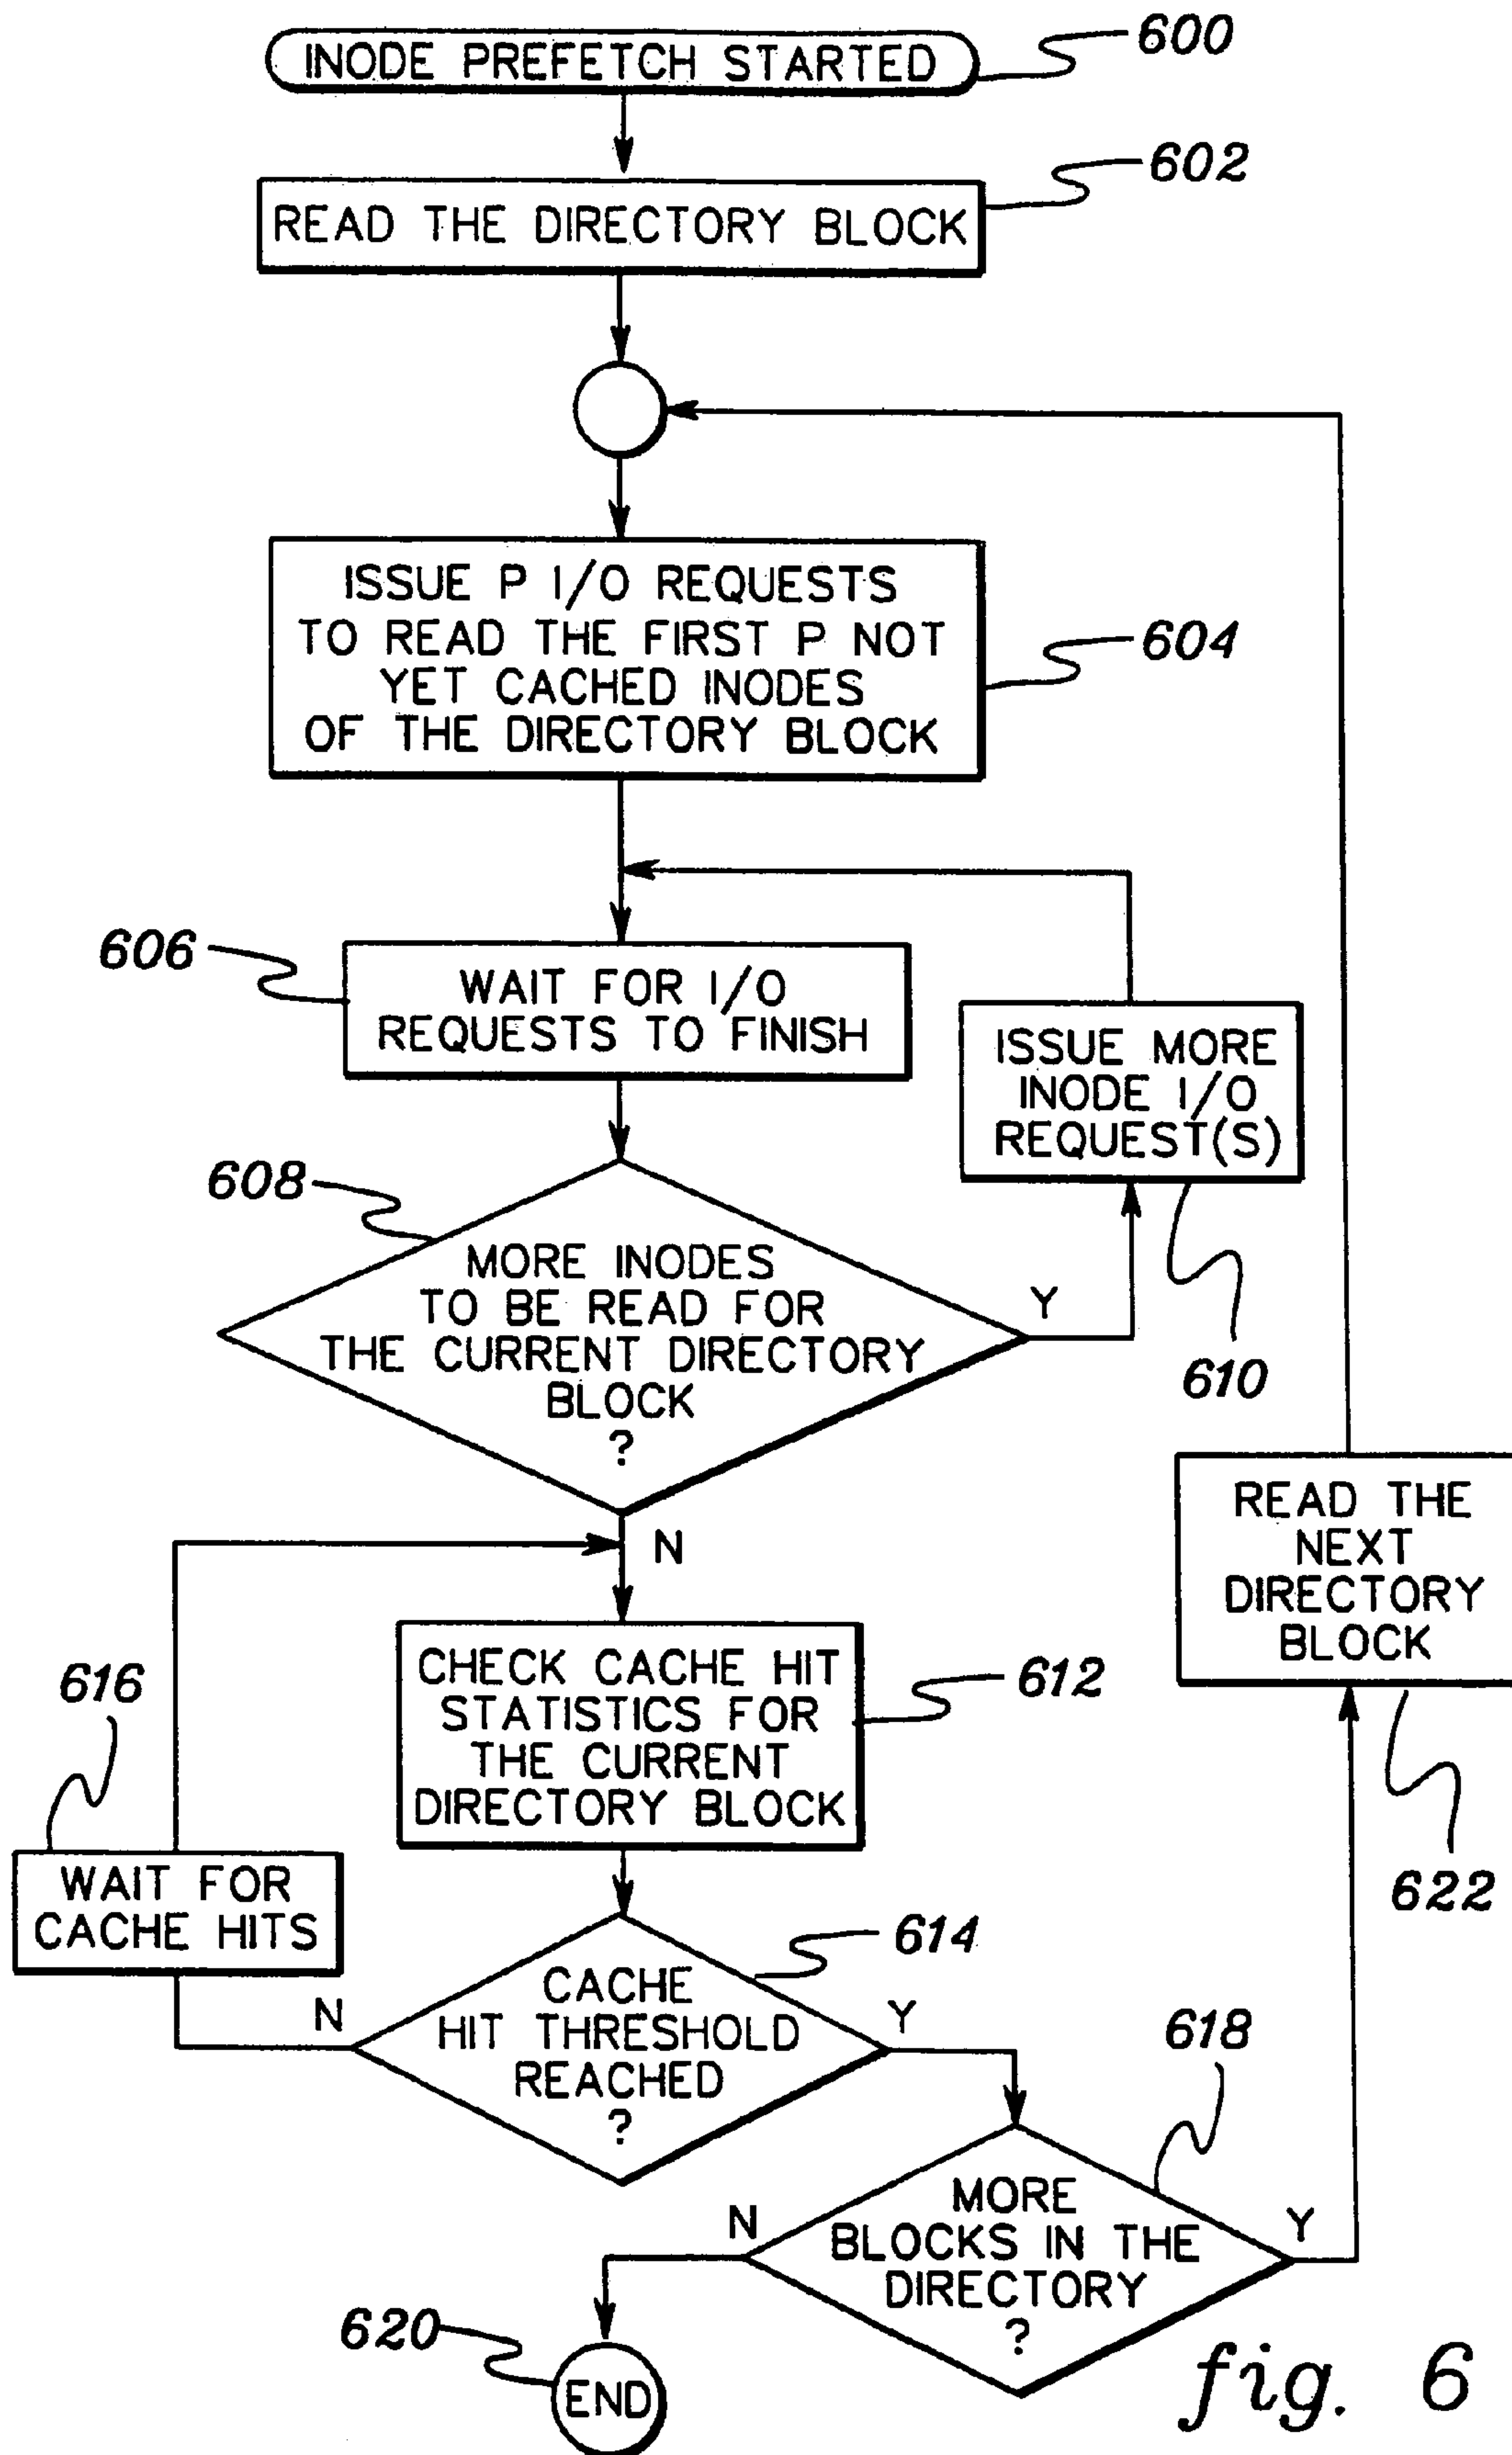 INODE PREFETCH STARTED
600
READ THE DIRECTORY BLOCK
602
ISSUE P I/O REQUESTS
TO READ THE FIRST P NOT
YET CACHED INODES
OF THE DIRECTORY BLOCK
604
606
WAIT FOR I/O
REQUESTS TO FINISH
ISSUE MORE
INODE I/O
REQUEST(S)
610
608
MORE INODES
TO BE READ FOR
THE CURRENT DIRECTORY
BLOCK
?
Y
N
READ THE
NEXT
DIRECTORY
BLOCK
622
CHECK CACHE HIT
STATISTICS FOR
THE CURRENT
DIRECTORY BLOCK
612
616
WAIT FOR
CACHE HITS
614
CACHE
HIT THRESHOLD
REACHED
?
N
Y
618
MORE
BLOCKS IN THE
DIRECTORY
?
N
Y
620
END
fig. 6